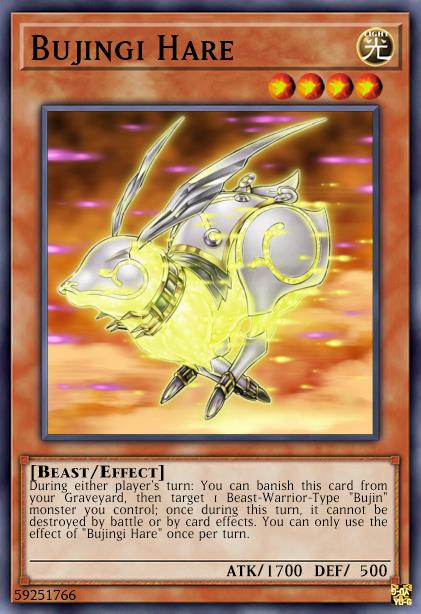 Bujingi Hare
LIGHT
光
[Beast/Effect]
During either player's turn: You can banish this card from
your Graveyard, then target 1 Beast-Warrior-Type "Bujin"
monster you control; once during this turn, it cannot be
destroyed by battle or by card effects. You can only use the
effect of "Bujingi Hare" once per turn.
ATK/1700 DEF/ 500
59251766